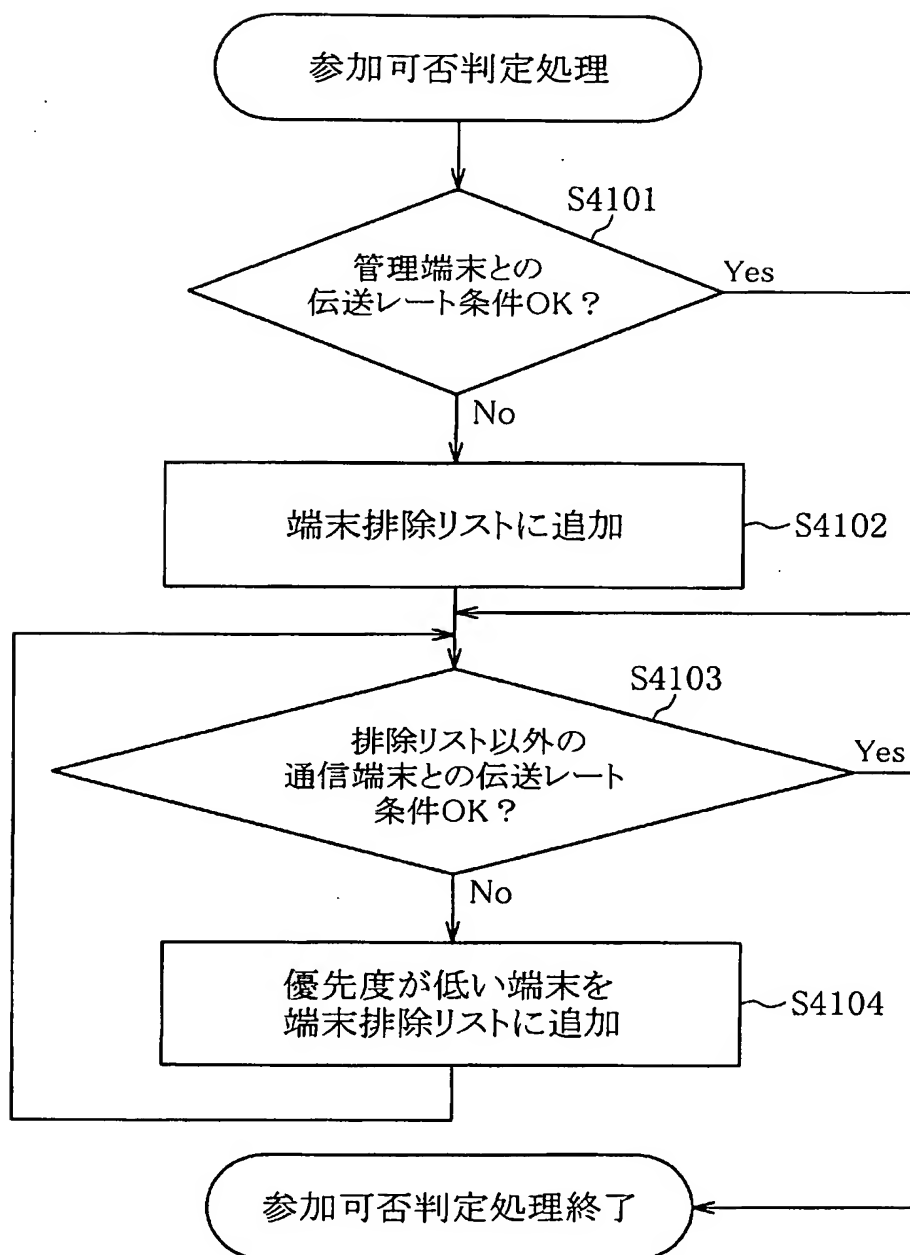 参加可否判定処理
S4101
管理端末との
伝送レート条件OK？
Yes
No
端末排除リストに追加
S4102
S4103
排除リスト以外の
通信端末との伝送レート
条件OK？
Yes
No
優先度が低い端末を
端末排除リストに追加
S4104
参加可否判定処理終了